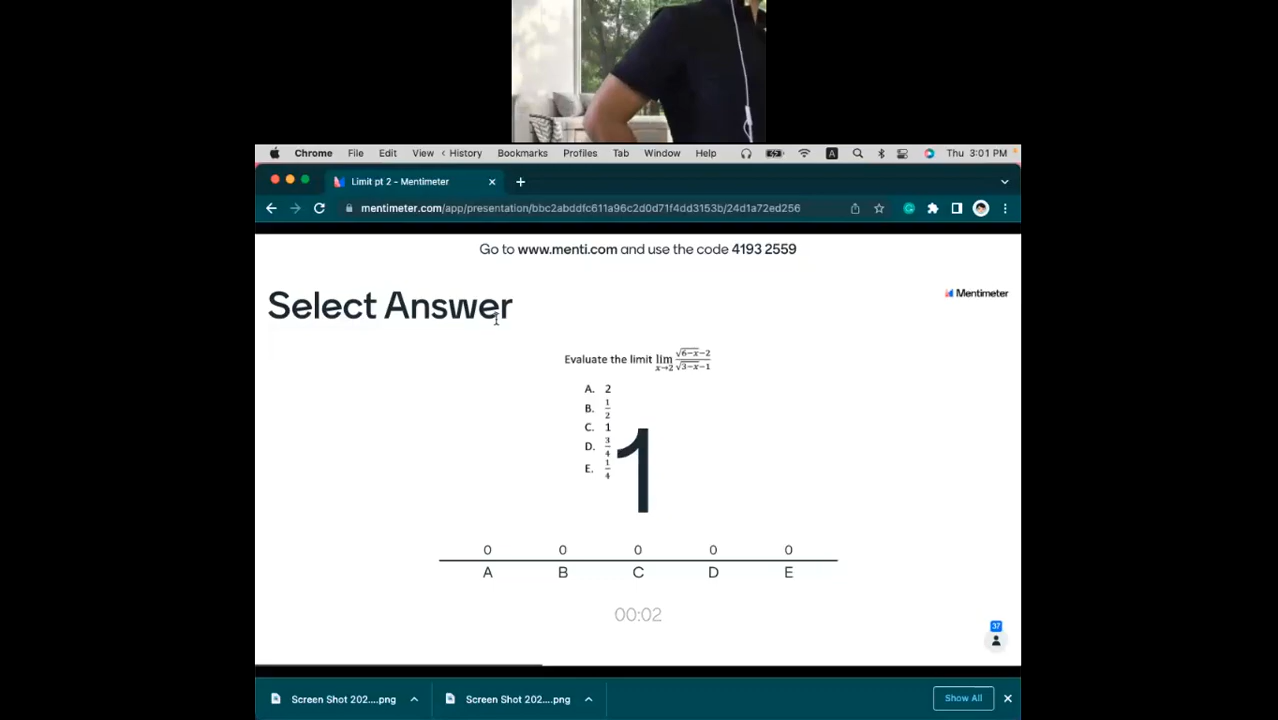 Chrome File Edit View History Bookmarks Profiles Tab Window Help A Thu 3:01 PM
Limit pt 2 - Mentimeter
mentimeter.com/app/presentation/bbc2abddfc611a96c2d0d71f4dd3153b/24d1a72ed256
Go to www.menti.com and use the code 4193 2559
Mentimeter
Select Answer
Evaluate the limit lim x→2 √6−x−2 / √3−x−1
A. 2
B. 1/2
C. 1
D. 3/4
E. 1/4
1
0 0 0 0 0
A B C D E
00:02
37
Screen Shot 202....png Screen Shot 202....png Show All